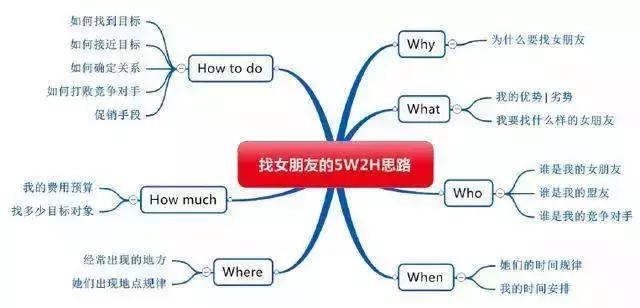 找女朋友的5W2H思路
Why
为什么要找女朋友
What
我的优势|劣势
我要找什么样的女朋友
Who
谁是我的女朋友
谁是我的盟友
谁是我的竞争对手
When
她们的时间规律
我的时间安排
Where
经常出现的地方
她们出现地点规律
How much
我的费用预算
找多少目标对象
How to do
如何找到目标
如何接近目标
如何确定关系
如何打败竞争对手
促销手段